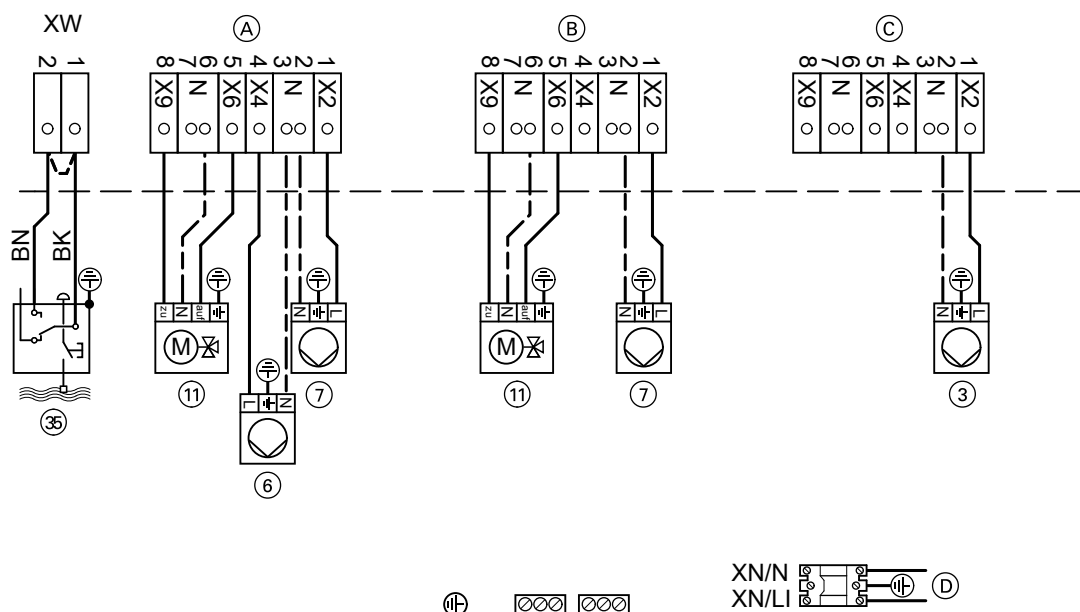 XW
A
B
C
2 1
8 7 6 5 4 3 2 1
X9 N X6 X4 N X2
8 7 6 5 4 3 2 1
X9 N X6 X4 N X2
8 7 6 5 4 3 2 1
X9 N X6 X4 N X2
BN BK
zu N auf
M
11
N L
7
L N
6
zu N auf
M
11
N L
7
N L
3
35
XN/N
XN/LI
D